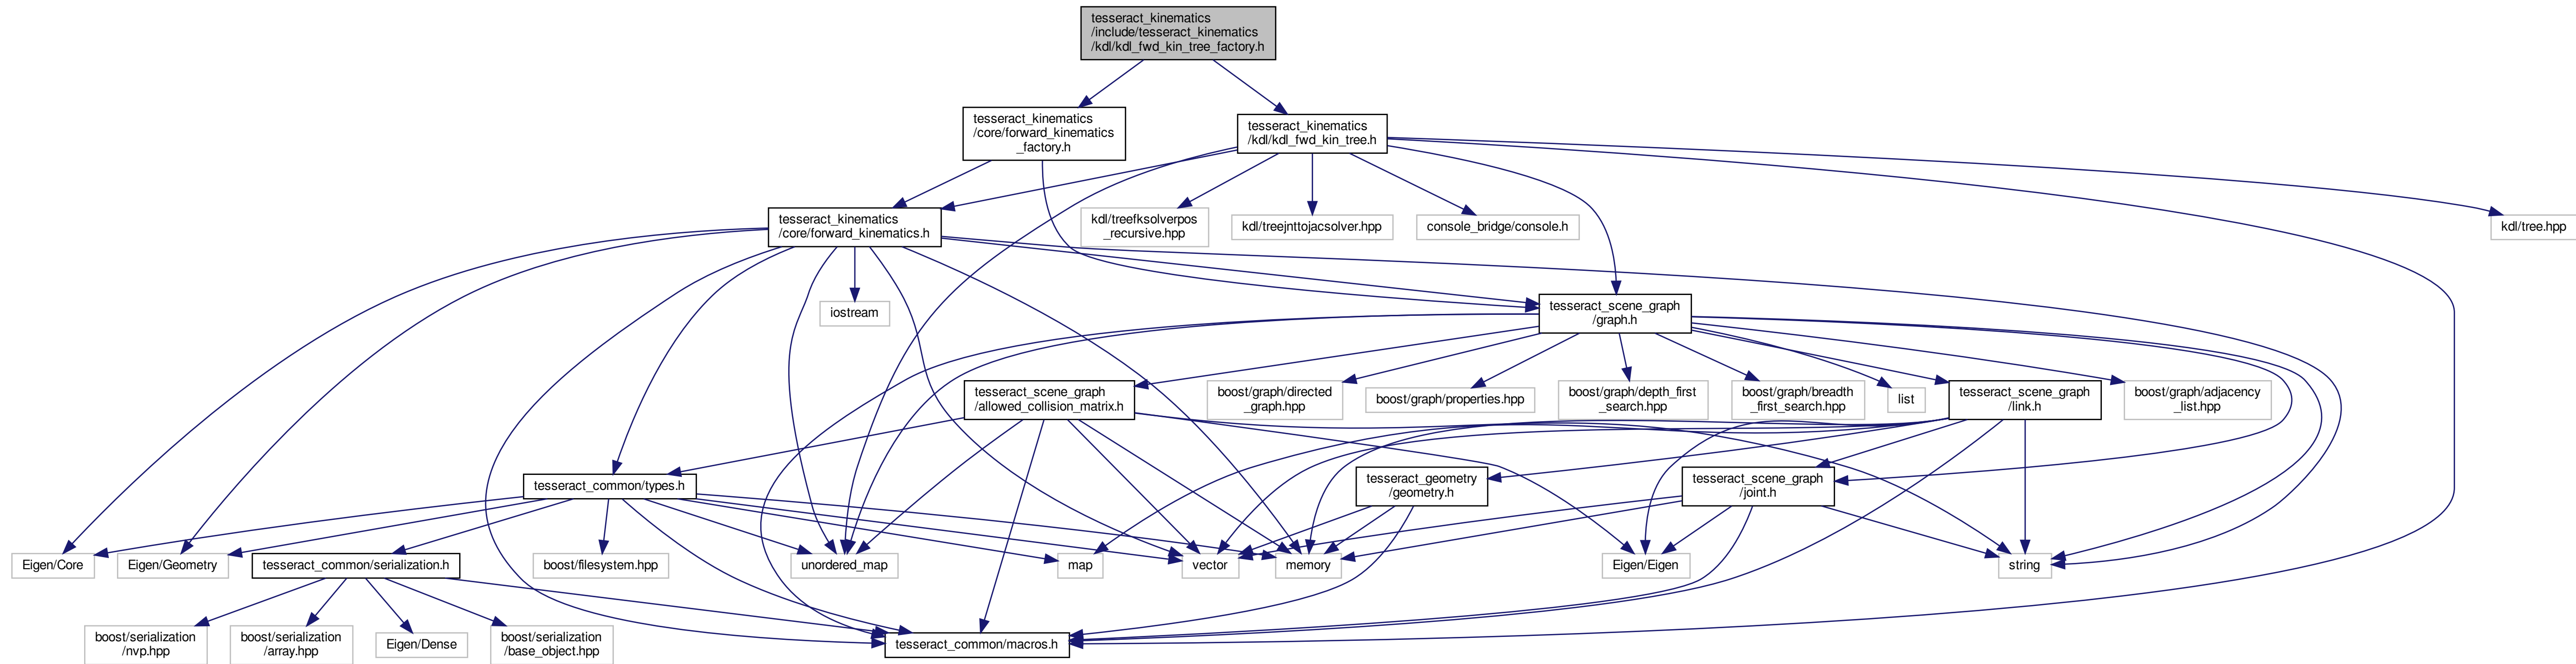 tesseract_kinematics
/include/tesseract_kinematics
/kdl/kdl_fwd_kin_tree_factory.h
tesseract_kinematics
/core/forward_kinematics
_factory.h
tesseract_kinematics
/kdl/kdl_fwd_kin_tree.h
tesseract_kinematics
/core/forward_kinematics.h
kdl/treefksolverpos
_recursive.hpp
kdl/treejnttojacsolver.hpp
console_bridge/console.h
kdl/tree.hpp
iostream
tesseract_scene_graph
/graph.h
tesseract_scene_graph
/allowed_collision_matrix.h
boost/graph/directed
_graph.hpp
boost/graph/properties.hpp
boost/graph/depth_first
_search.hpp
boost/graph/breadth
_first_search.hpp
list
tesseract_scene_graph
/link.h
boost/graph/adjacency
_list.hpp
tesseract_common/types.h
tesseract_geometry
/geometry.h
tesseract_scene_graph
/joint.h
Eigen/Core
Eigen/Geometry
tesseract_common/serialization.h
boost/filesystem.hpp
unordered_map
map
vector
memory
Eigen/Eigen
string
boost/serialization
/nvp.hpp
boost/serialization
/array.hpp
Eigen/Dense
boost/serialization
/base_object.hpp
tesseract_common/macros.h